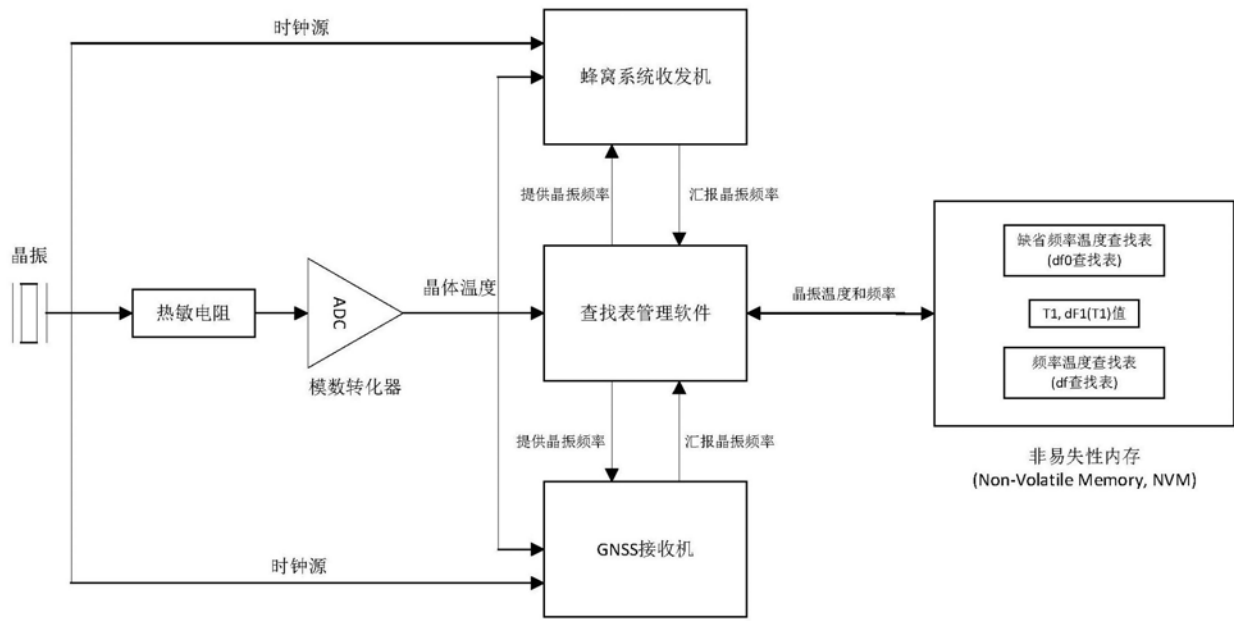 时钟源
蜂窝系统收发机
提供晶振频率
汇报晶振频率
晶振
热敏电阻
ADC
模数转化器
晶体温度
查找表管理软件
晶振温度和频率
缺省频率温度查找表
(df0查找表)
T1, dF1(T1)值
频率温度查找表
(df查找表)
非易失性内存
(Non-Volatile Memory, NVM)
提供晶振频率
汇报晶振频率
GNSS接收机
时钟源